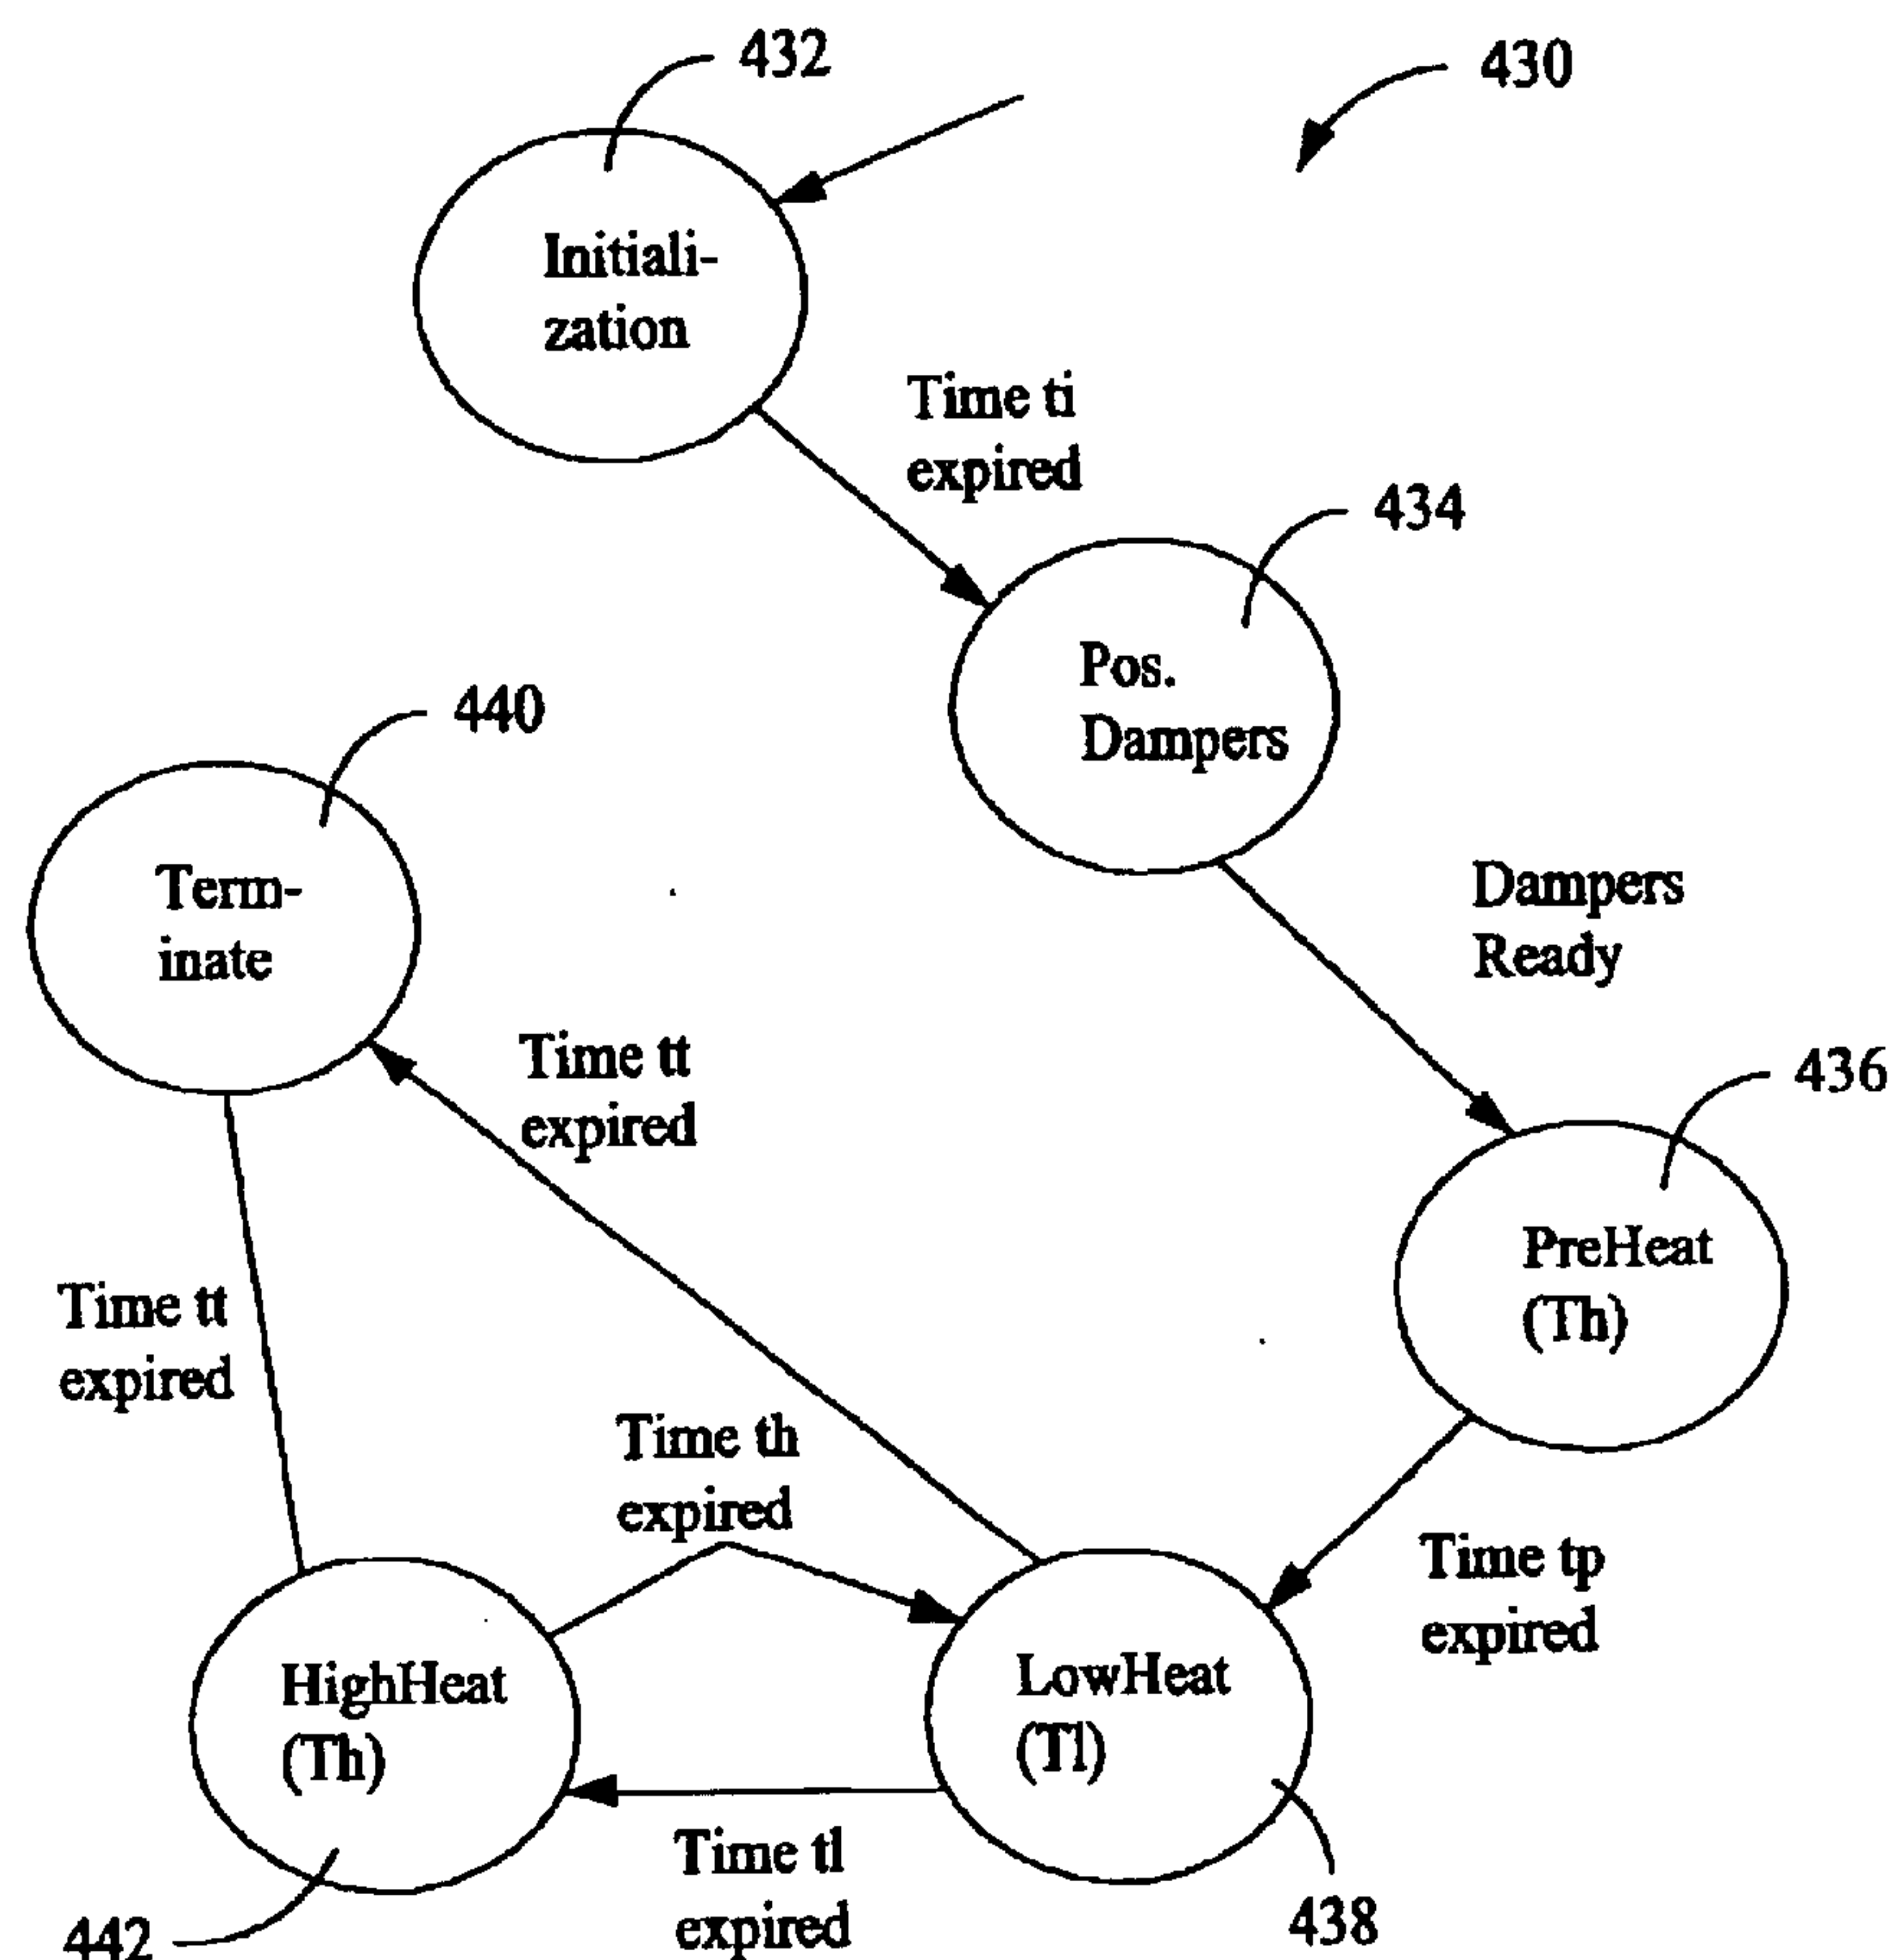 432
430
Initiali-
zation
Time ti
expired
434
Pos.
Dampers
440
Term-
inate
Dampers
Ready
Time tt
expired
436
PreHeat
(Th)
Time tt
expired
Time th
expired
Time tp
expired
HighHeat
(Th)
LowHeat
(Tl)
Time tl
expired
438
442